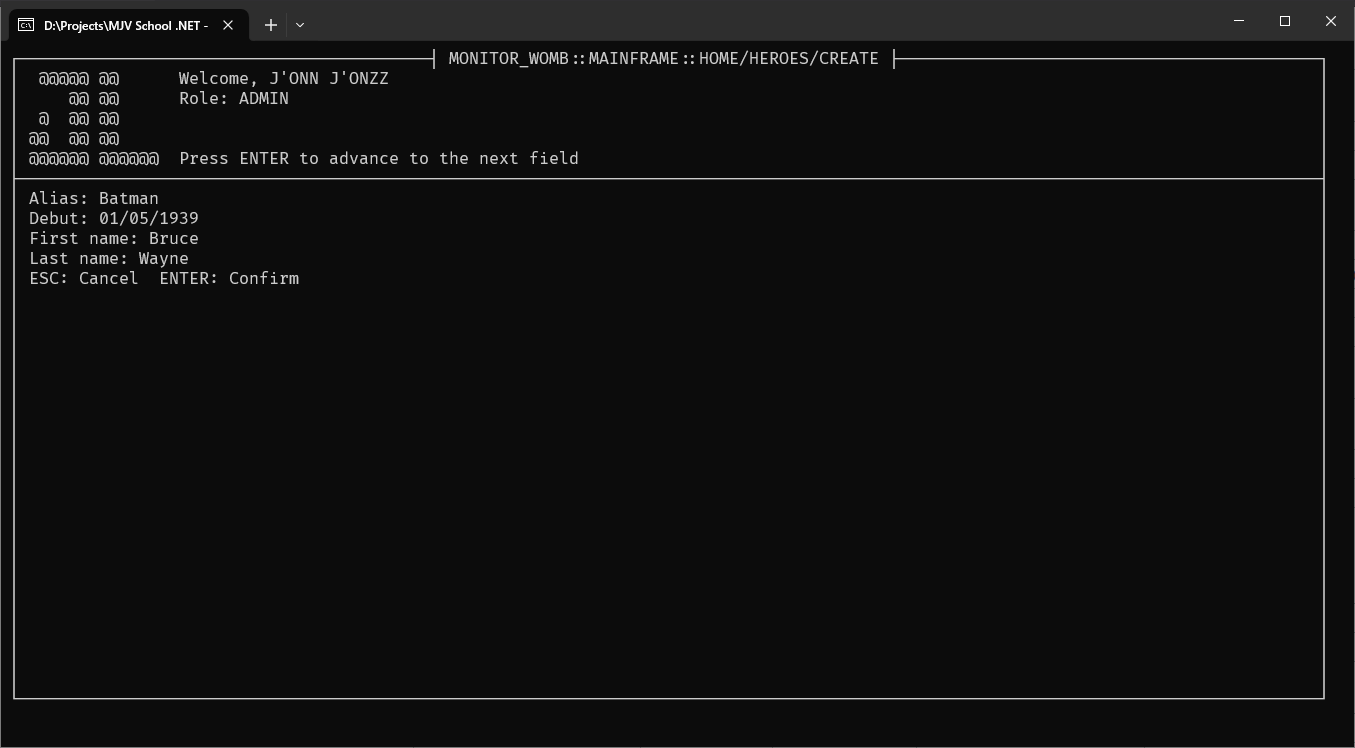 D:\Projects\MJV School .NET -
MONITOR_WOMB::MAINFRAME::HOME/HEROES/CREATE
@@@@@ @@ Welcome, J'ONN J'ONZZ
@@ @@ Role: ADMIN
@ @@ @@
@@ @@ @@
@@@@@@ @@@@@@ Press ENTER to advance to the next field
Alias: Batman
Debut: 01/05/1939
First name: Bruce
Last name: Wayne
ESC: Cancel ENTER: Confirm